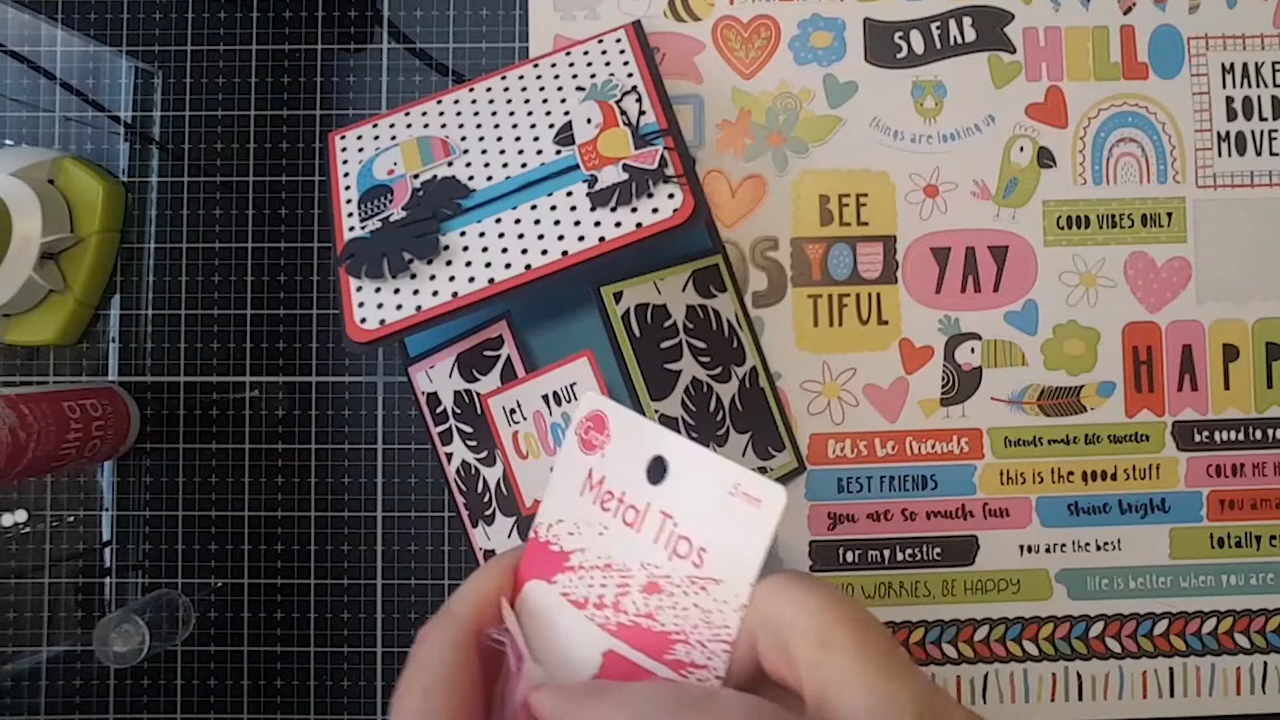 SO FAB
HELLO
MAKE
BOLD
MOVE
things are looking up
BEE
YOU
TIFUL
GOOD VIBES ONLY
YAY
HAPP
let your
Metal Tips
let's be friends
friends make life sweeter
be good to yo
BEST FRIENDS
this is the good stuff
COLOR ME H
you are so much fun
shine bright
you ama
for my bestie
you are the best
totally
NO WORRIES, BE HAPPY
life is better when you are